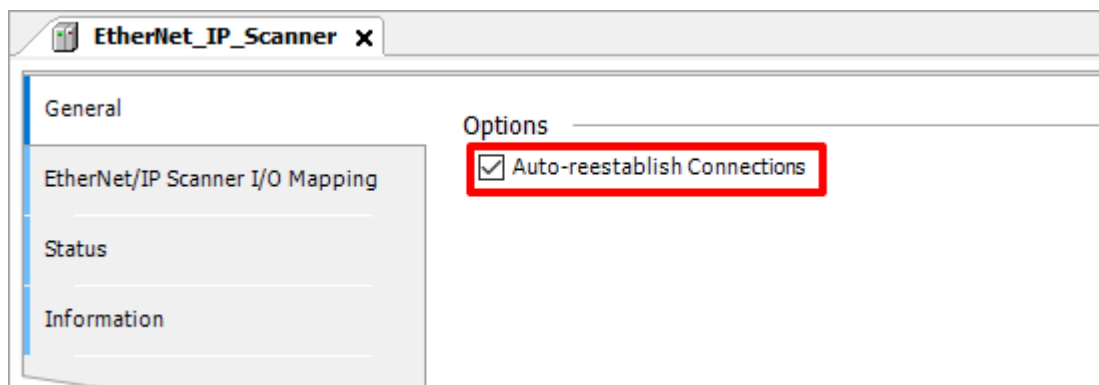 EtherNet_IP_Scanner
General
EtherNet/IP Scanner I/O Mapping
Status
Information
Options
Auto-reestablish Connections